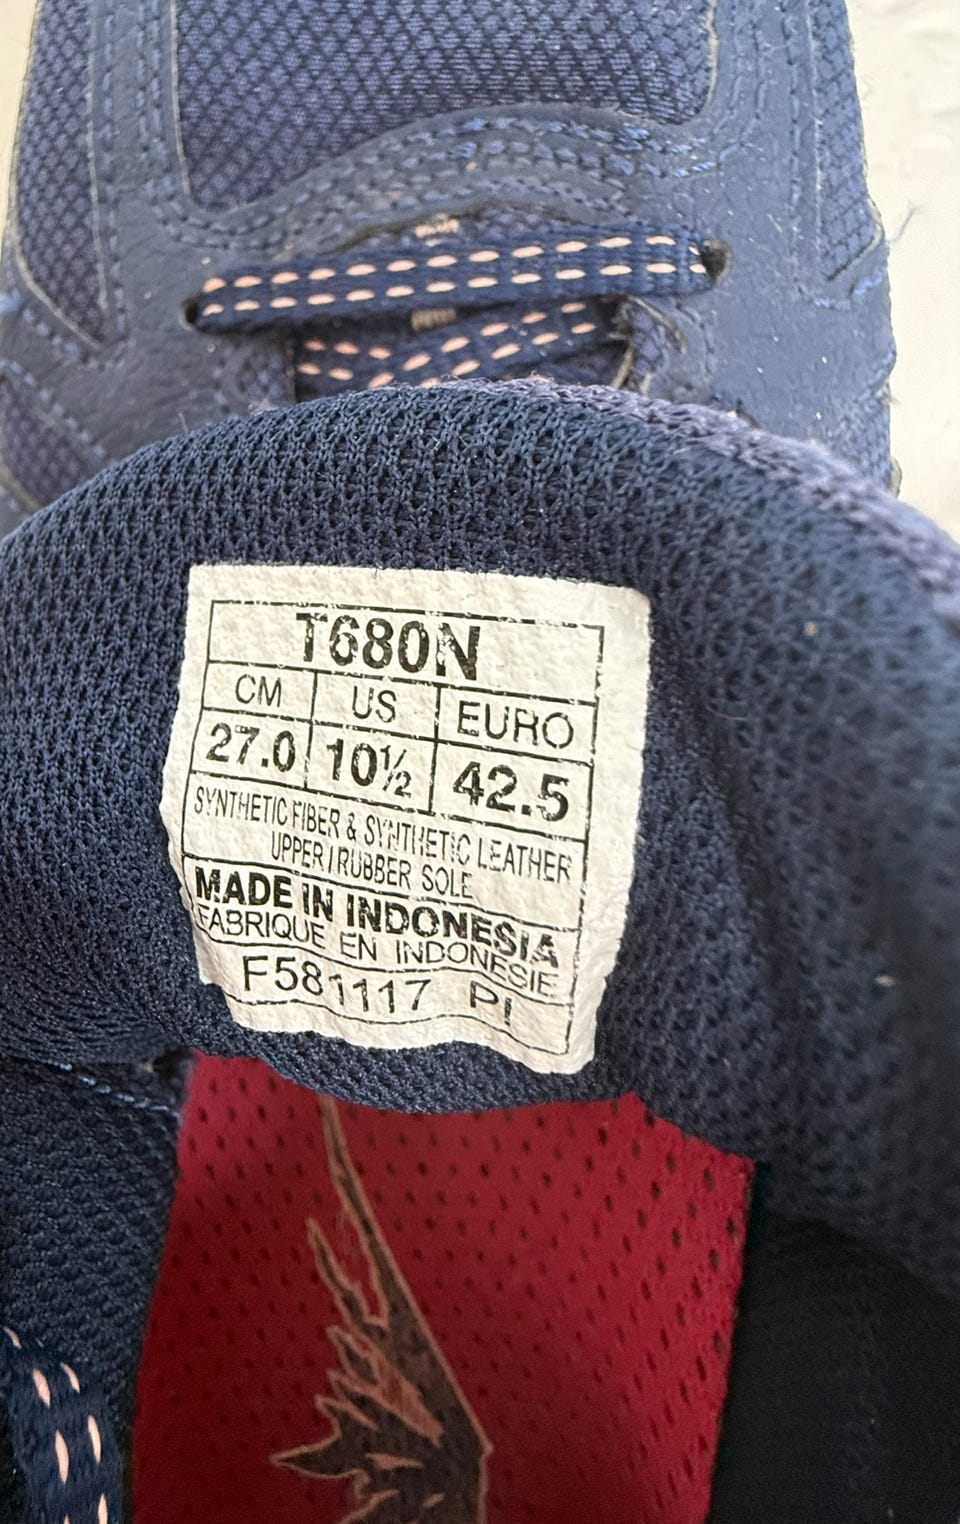 T680N
CM US EURO
27.0 10½ 42.5
SYNTHETIC FIBER & SYNTHETIC LEATHER
UPPER / RUBBER SOLE
MADE IN INDONESIA
FABRIQUE EN INDONESIE
F581117 PI